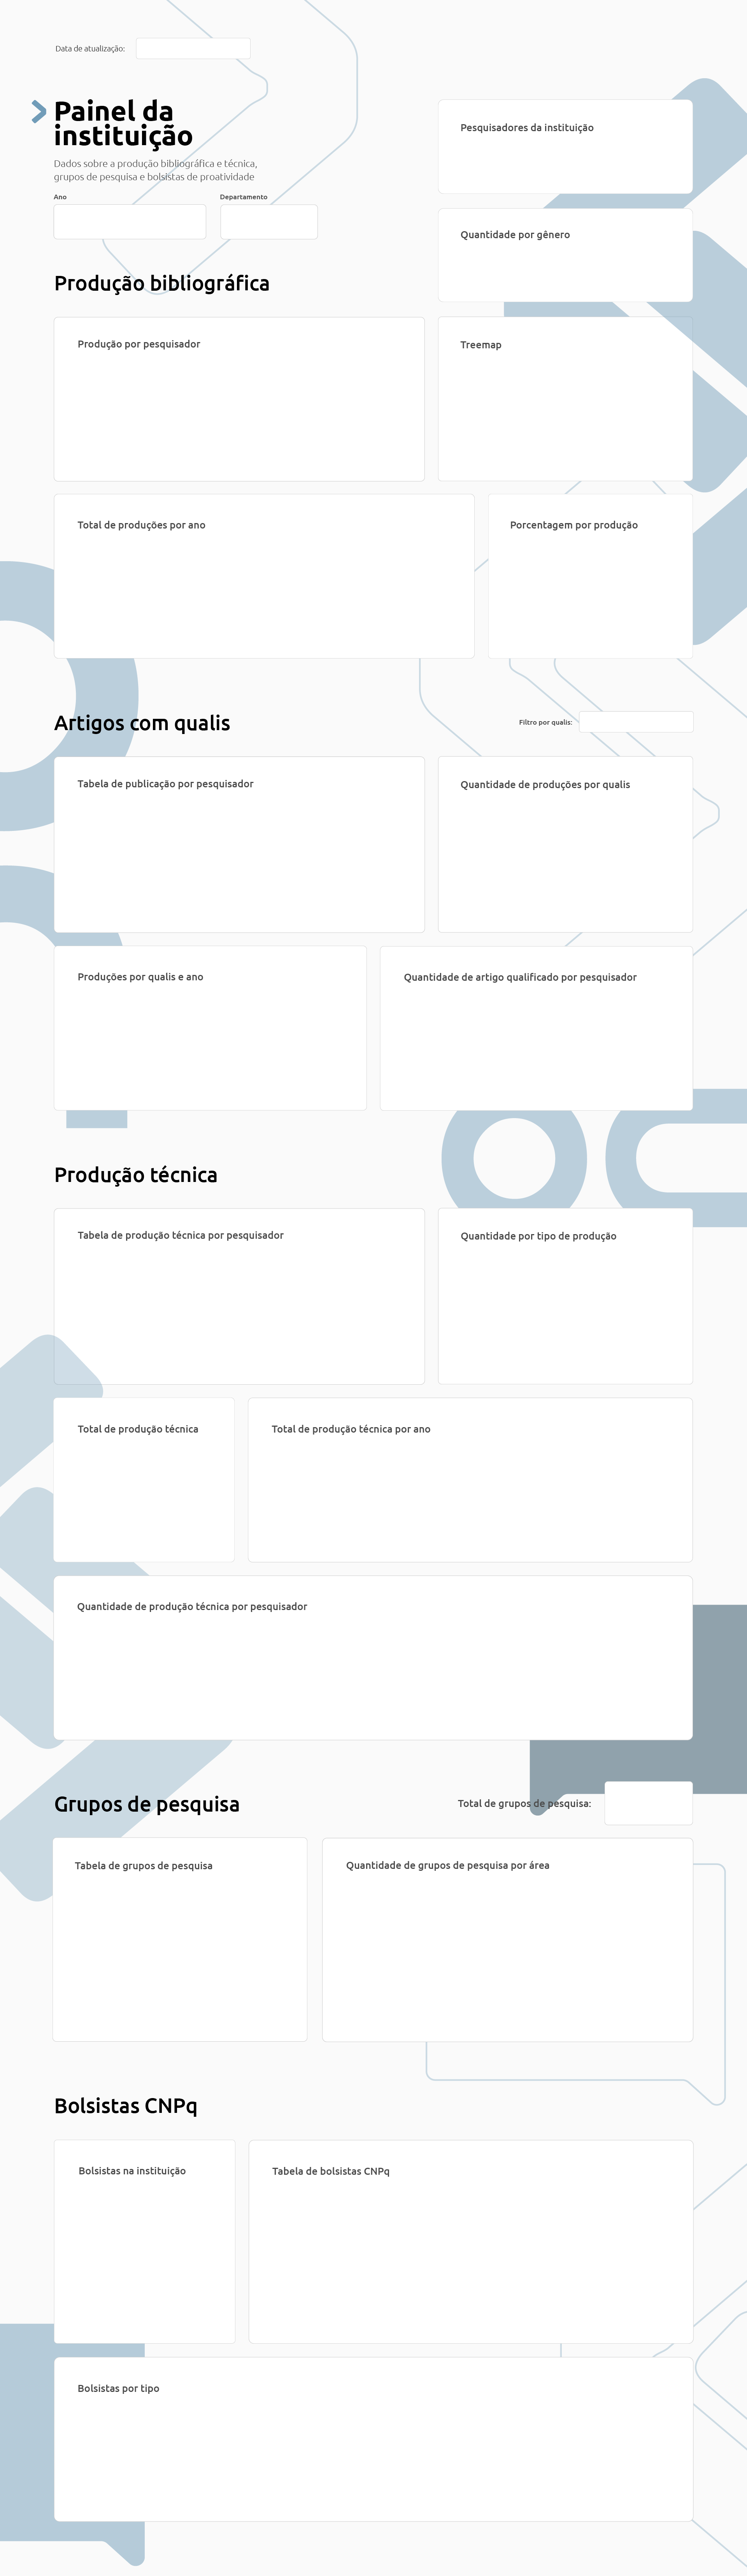 Data de atualização:
Painel da
instituição
Dados sobre a produção bibliográfica e técnica,
grupos de pesquisa e bolsistas de proatividade
Ano
Departamento
Pesquisadores da instituição
Quantidade por gênero
Produção bibliográfica
Produção por pesquisador
Treemap
Total de produções por ano
Porcentagem por produção
Artigos com qualis
Filtro por qualis:
Tabela de publicação por pesquisador
Quantidade de produções por qualis
Produções por qualis e ano
Quantidade de artigo qualificado por pesquisador
Produção técnica
Tabela de produção técnica por pesquisador
Quantidade por tipo de produção
Total de produção técnica
Total de produção técnica por ano
Quantidade de produção técnica por pesquisador
Grupos de pesquisa
Total de grupos de pesquisa:
Tabela de grupos de pesquisa
Quantidade de grupos de pesquisa por área
Bolsistas CNPq
Bolsistas na instituição
Tabela de bolsistas CNPq
Bolsistas por tipo